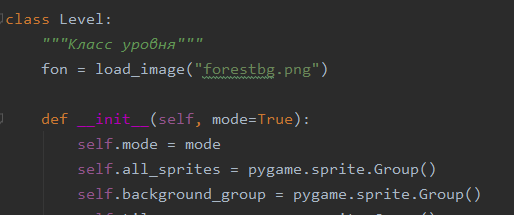 class Level:
"""Класс уровня"""
fon = load_image("forestbg.png")
def __init__(self, mode=True):
self.mode = mode
self.all_sprites = pygame.sprite.Group()
self.background_group = pygame.sprite.Group()